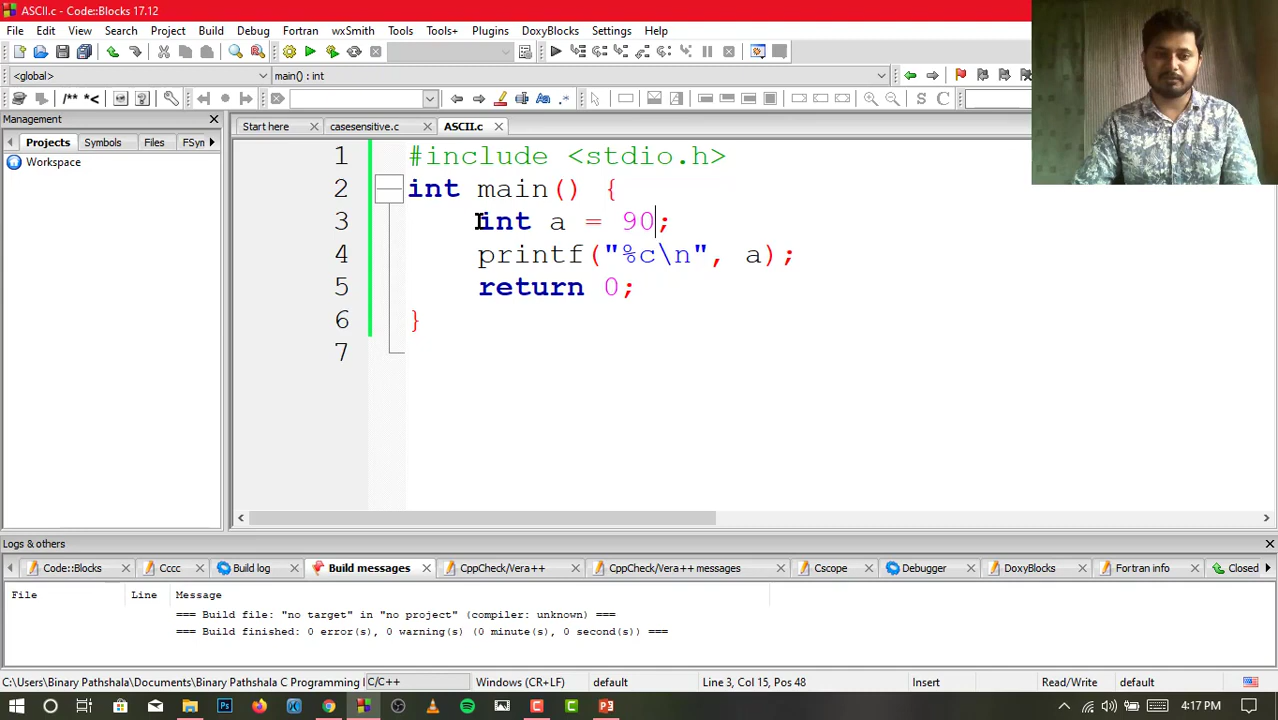 ASCII.c - Code::Blocks 17.12
File Edit View Search Project Build Debug Fortran wxSmith Tools Tools+ Plugins DoxyBlocks Settings Help
<global> main() : int
/** *<
S C
Management
Projects Symbols Files FSyn
Workspace
Start here casesensitive.c ASCII.c
1 #include <stdio.h>
2 int main() {
3 int a = 90;
4 printf("%c\n", a);
5 return 0;
6 }
7
Logs & others
Code::Blocks Cccc Build log Build messages CppCheck/Vera++ CppCheck/Vera++ messages Cscope Debugger DoxyBlocks Fortran info Closed
File Line Message
=== Build file: "no target" in "no project" (compiler: unknown) ===
=== Build finished: 0 error(s), 0 warning(s) (0 minute(s), 0 second(s)) ===
C:\Users\Binary Pathshala\Documents\Binary Pathshala C Programming C/C++ Windows (CR+LF) default Line 3, Col 15, Pos 48 Insert Read/Write default
4:17 PM